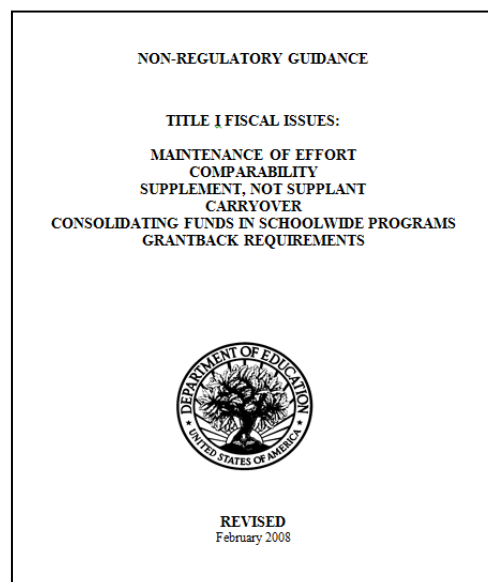 NON-REGULATORY GUIDANCE
TITLE I FISCAL ISSUES:
MAINTENANCE OF EFFORT
COMPARABILITY
SUPPLEMENT, NOT SUPPLANT
CARRYOVER
CONSOLIDATING FUNDS IN SCHOOLWIDE PROGRAMS
GRANTBACK REQUIREMENTS
DEPARTMENT OF EDUCATION
UNITED STATES OF AMERICA
REVISED
February 2008